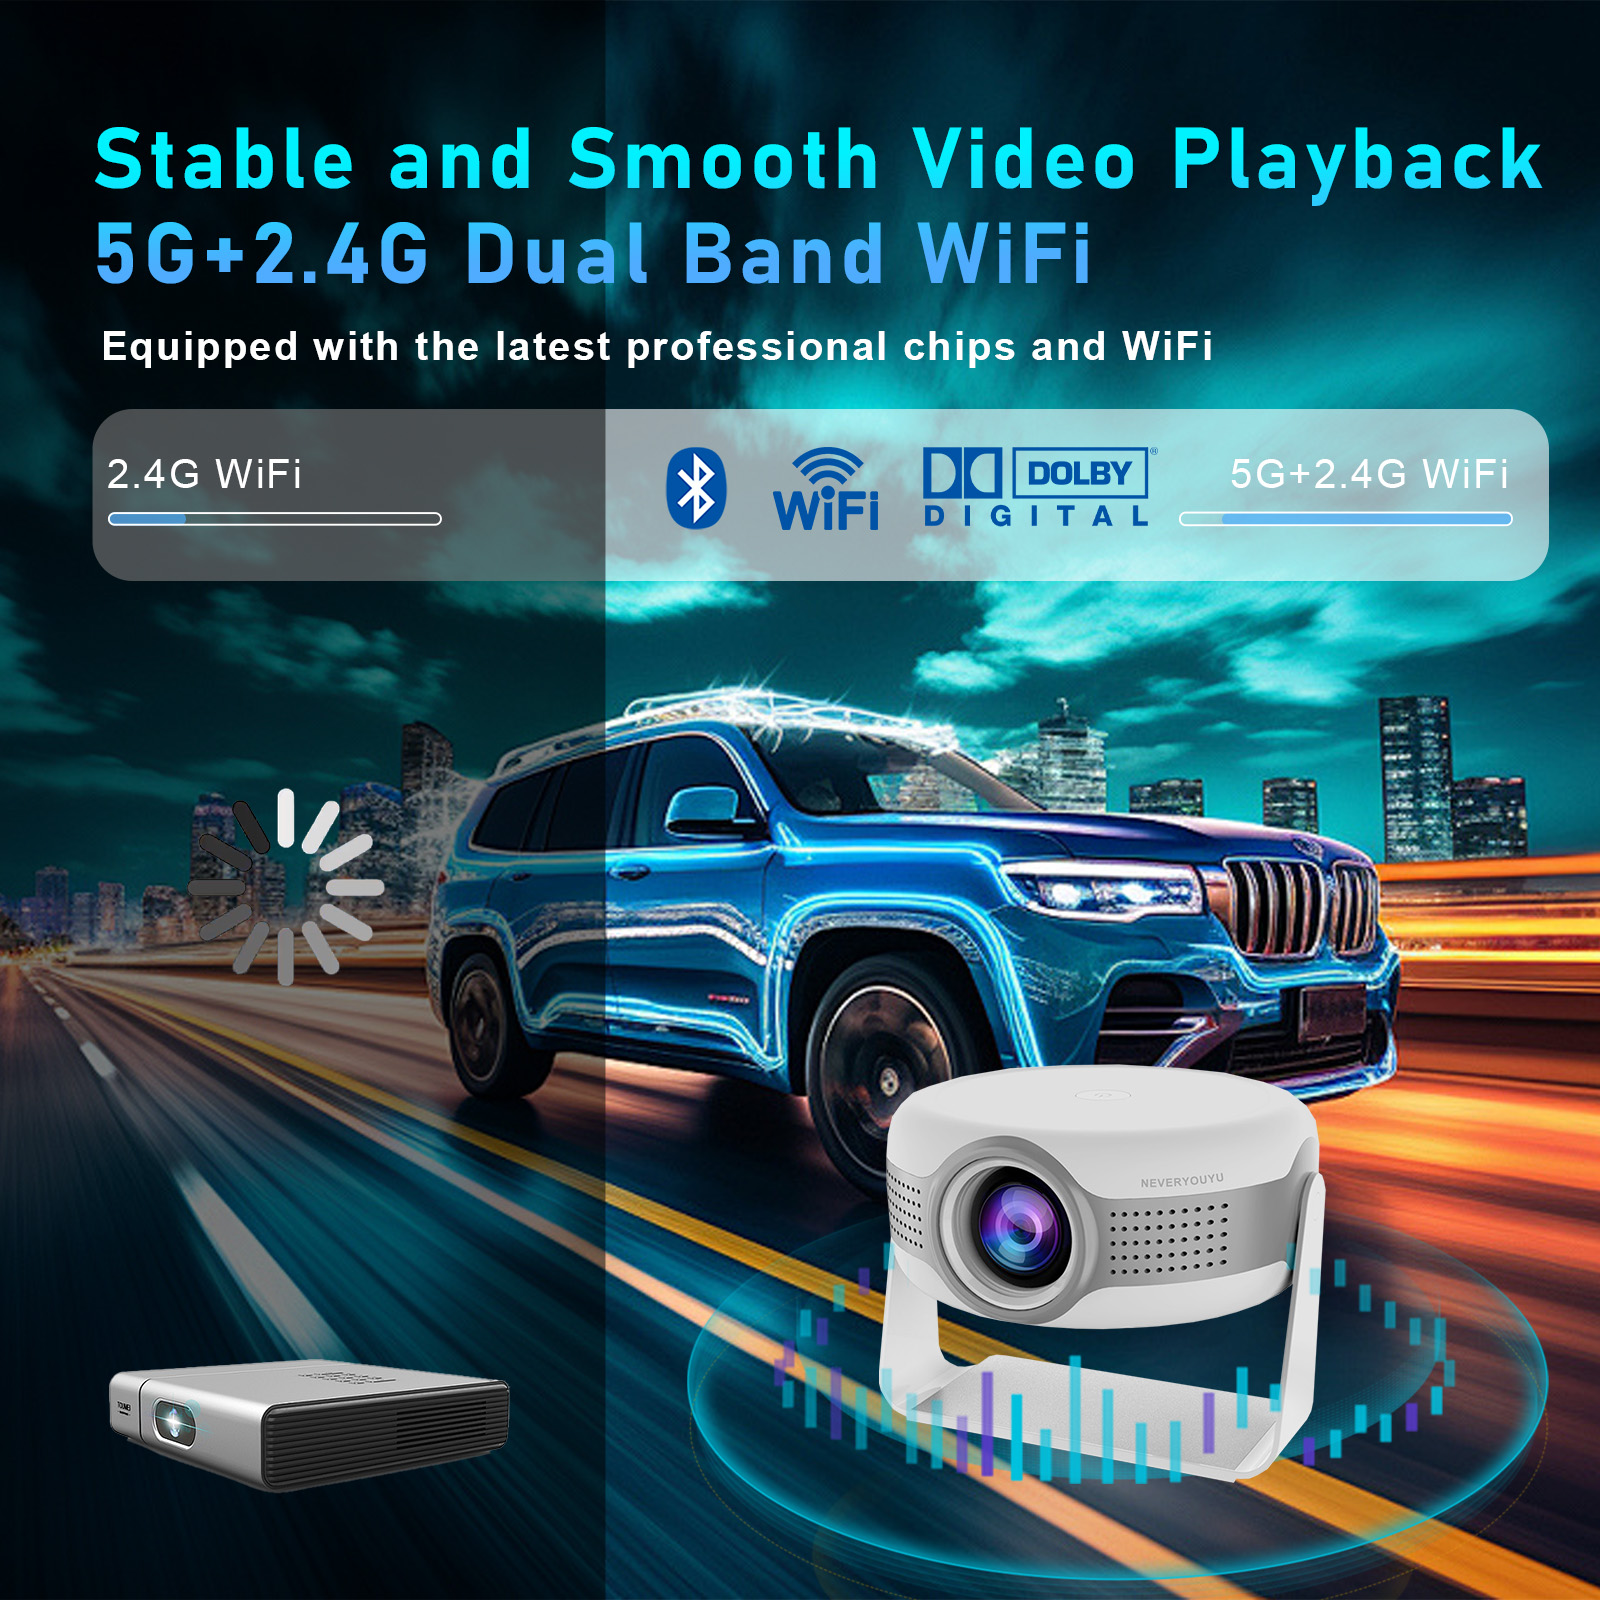 Stable and Smooth Video Playback
5G+2.4G Dual Band WiFi
Equipped with the latest professional chips and WiFi
2.4G WiFi
WiFi
DOLBY®
DIGITAL
5G+2.4G WiFi
NEVERYOUYU
TOUMEI